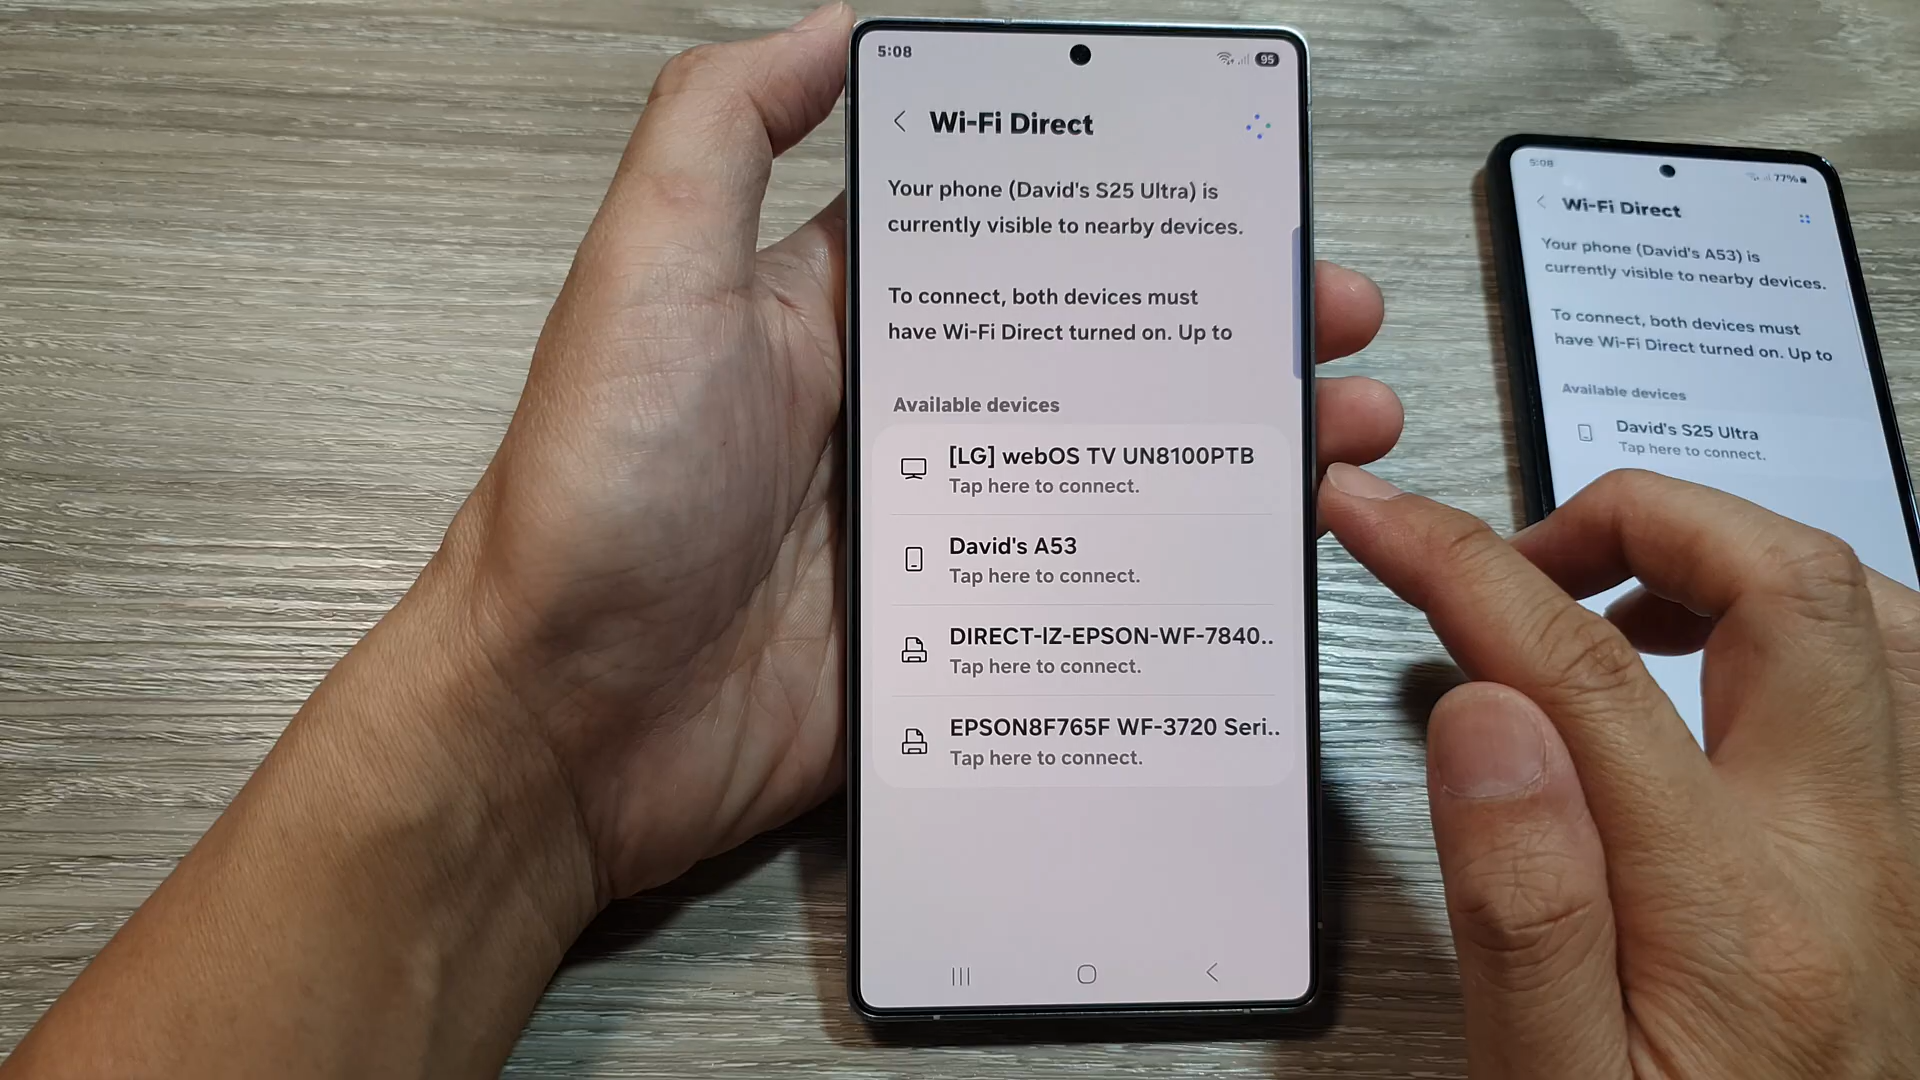 5:08
95
Wi-Fi Direct
Your phone (David's S25 Ultra) is
currently visible to nearby devices.
To connect, both devices must
have Wi-Fi Direct turned on. Up to
Available devices
[LG] webOS TV UN8100PTB
Tap here to connect.
David's A53
Tap here to connect.
DIRECT-IZ-EPSON-WF-7840..
Tap here to connect.
EPSON8F765F WF-3720 Seri..
Tap here to connect.
5:08
77%
Wi-Fi Direct
Your phone (David's A53) is
currently visible to nearby devices.
To connect, both devices must
have Wi-Fi Direct turned on. Up to
Available devices
David's S25 Ultra
Tap here to connect.